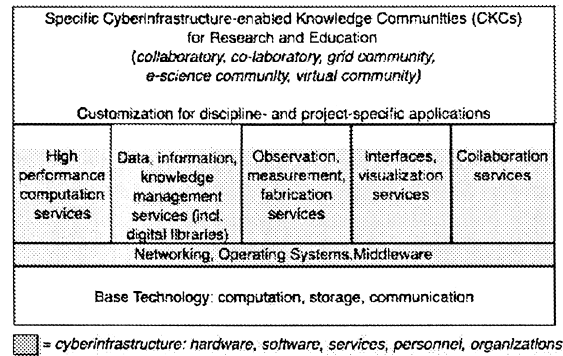 Specific Cyberinfrastructure-enabled Knowledge Communities (CKCs)
for Research and Education
(collaboratory, co-laboratory, grid community,
e-science community, virtual community)
Customization for discipline- and project-specific applications
High
performance
computation
services
Data, information,
knowledge
management
services (incl.
digital libraries)
Observation,
measurement,
fabrication
services
Interfaces,
visualization
services
Collaboration
services
Networking, Operating Systems, Middleware
Base Technology: computation, storage, communication
= cyberinfrastructure: hardware, software, services, personnel, organizations